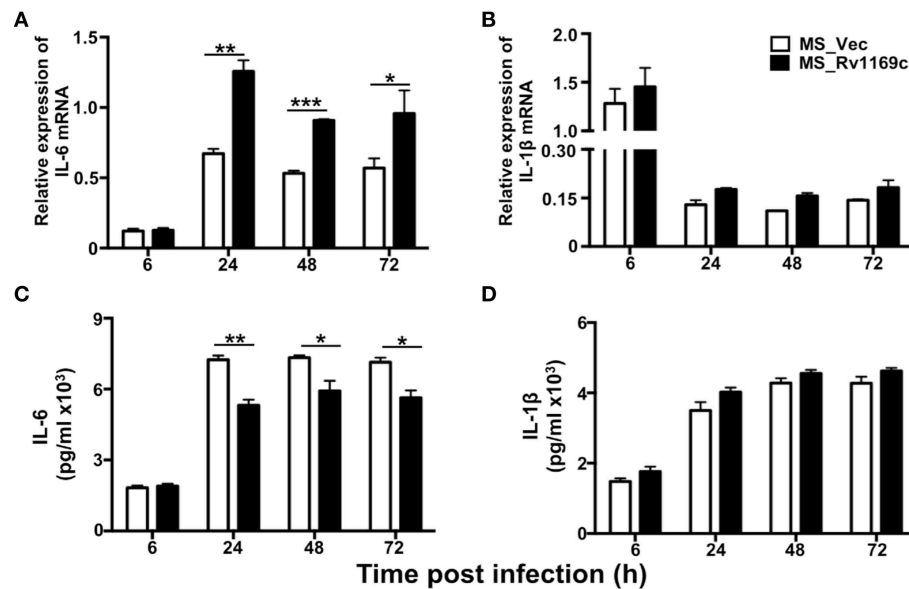 A
Relative expression of
IL-6 mRNA
1.5
1.0
0.5
0
**
***
*
6 24 48 72
B
Relative expression of
IL-1β mRNA
2.0
1.5
1.0
0.30
0.15
0
MS_Vec
MS_Rv1169c
6 24 48 72
C
IL-6
(pg/ml x10³)
9
6
3
0
**
*
*
6 24 48 72
D
IL-1β
(pg/ml x10³)
6
4
2
0
6 24 48 72
Time post infection (h)